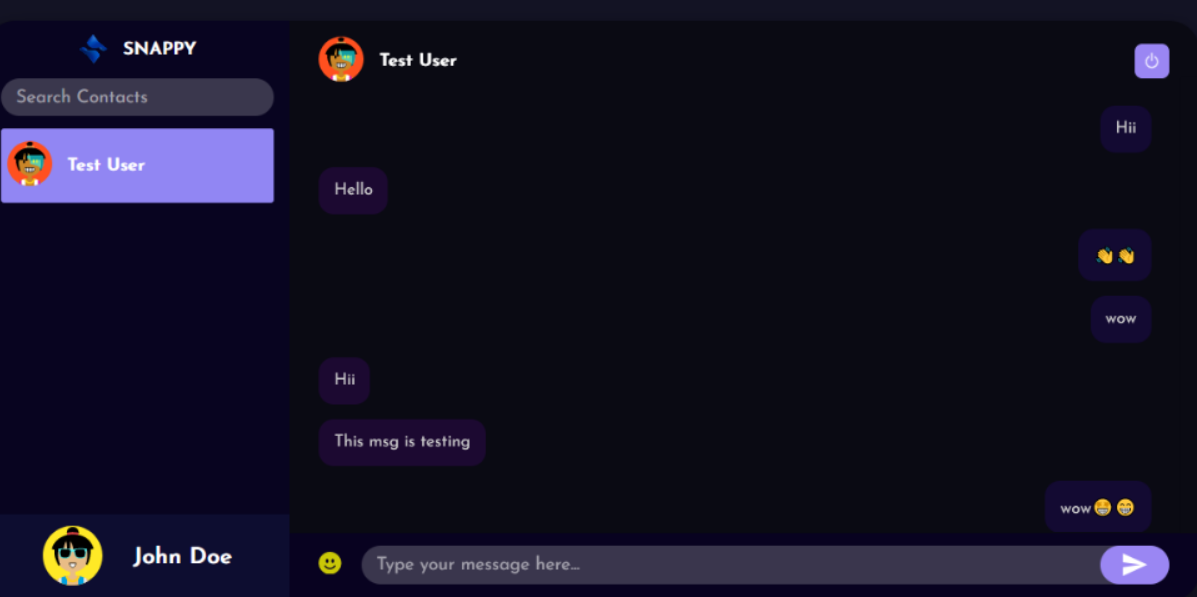 SNAPPY
Search Contacts
Test User
John Doe
Test User
Hii
Hello
👏👏
wow
Hii
This msg is testing
wow😁😁
Type your message here...